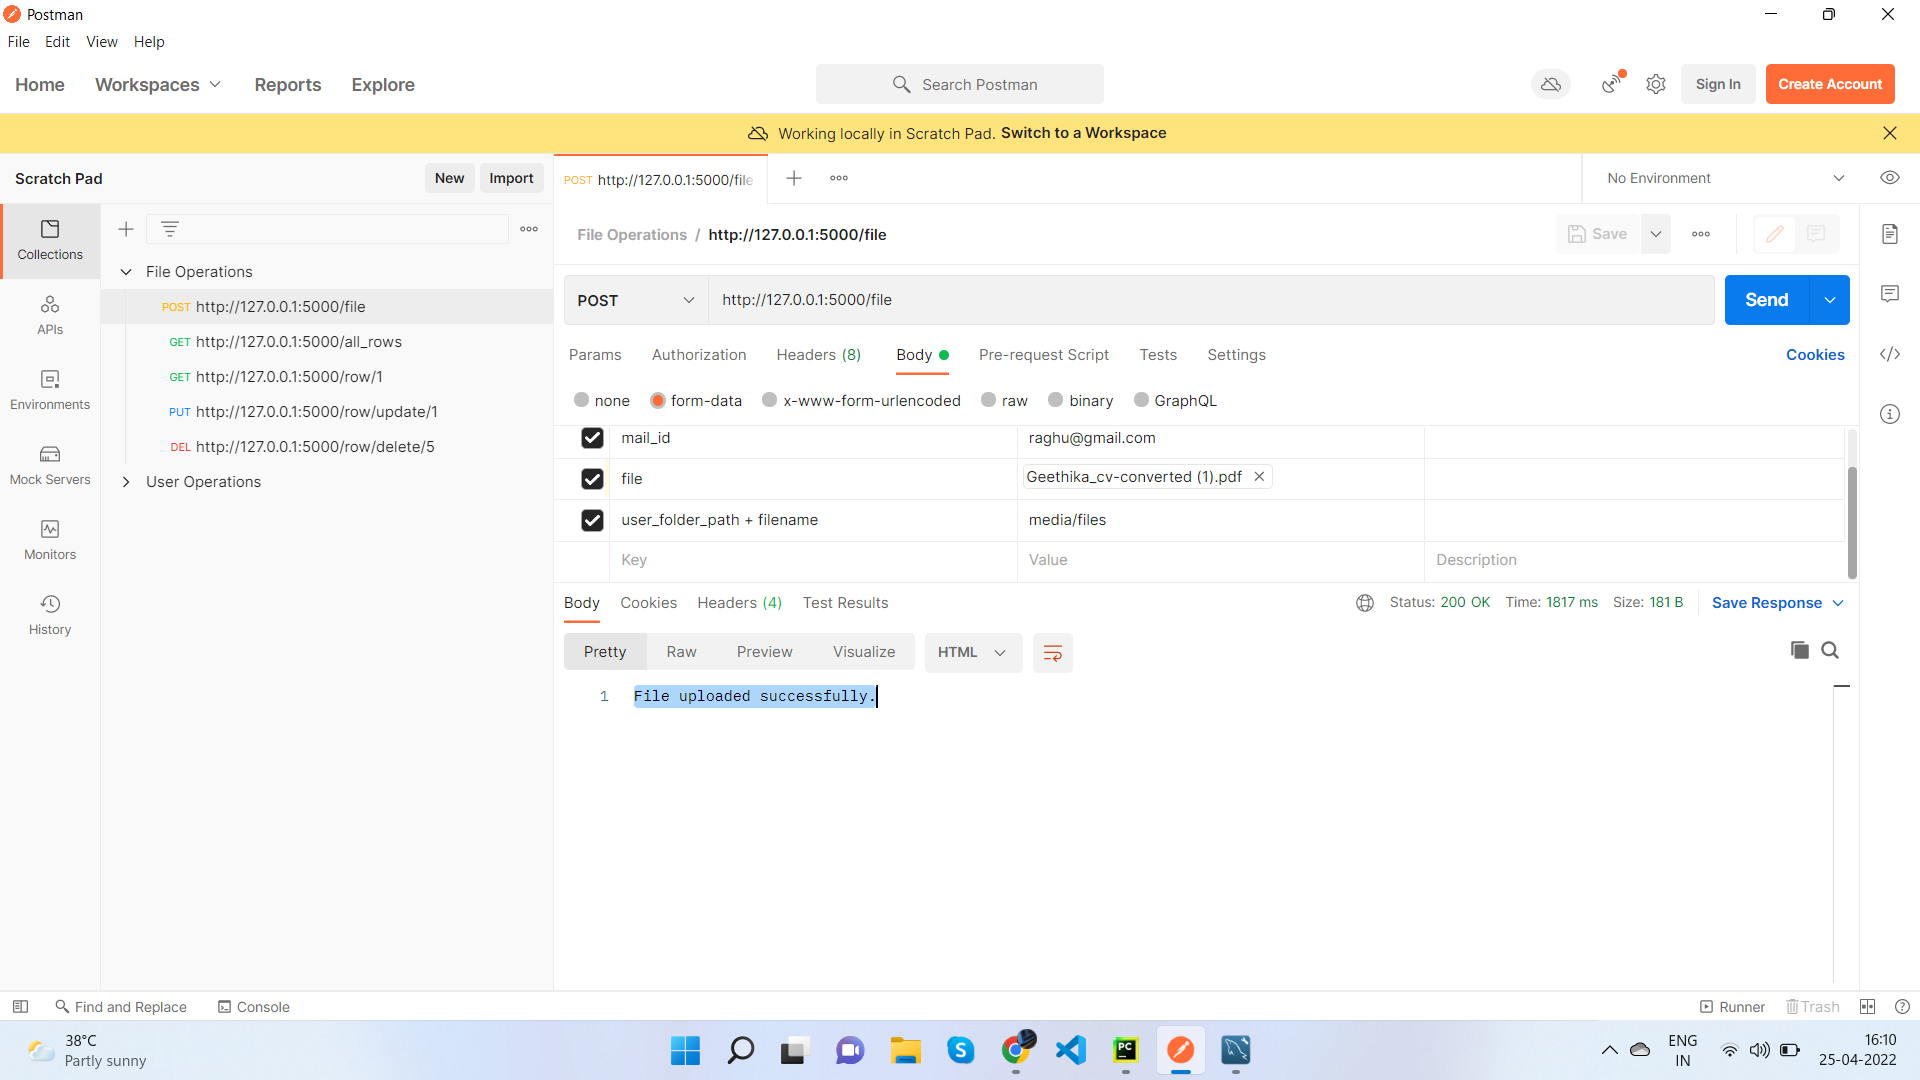 Postman
File Edit View Help
Home Workspaces Reports Explore
Search Postman
Sign In Create Account
Working locally in Scratch Pad. Switch to a Workspace
Scratch Pad New Import
POST http://127.0.0.1:5000/file
No Environment
Collections
APIs
Environments
Mock Servers
Monitors
History
File Operations
POST http://127.0.0.1:5000/file
GET http://127.0.0.1:5000/all_rows
GET http://127.0.0.1:5000/row/1
PUT http://127.0.0.1:5000/row/update/1
DEL http://127.0.0.1:5000/row/delete/5
User Operations
File Operations / http://127.0.0.1:5000/file
Save
POST http://127.0.0.1:5000/file Send
Params Authorization Headers (8) Body Pre-request Script Tests Settings Cookies
none form-data x-www-form-urlencoded raw binary GraphQL
mail_id raghu@gmail.com
file Geethika_cv-converted (1).pdf
user_folder_path + filename media/files
Key Value Description
Body Cookies Headers (4) Test Results Status: 200 OK Time: 1817 ms Size: 181 B Save Response
Pretty Raw Preview Visualize HTML
1 File uploaded successfully.
Find and Replace Console Runner Trash
38°C
Partly sunny
PC
ENG
IN
16:10
25-04-2022